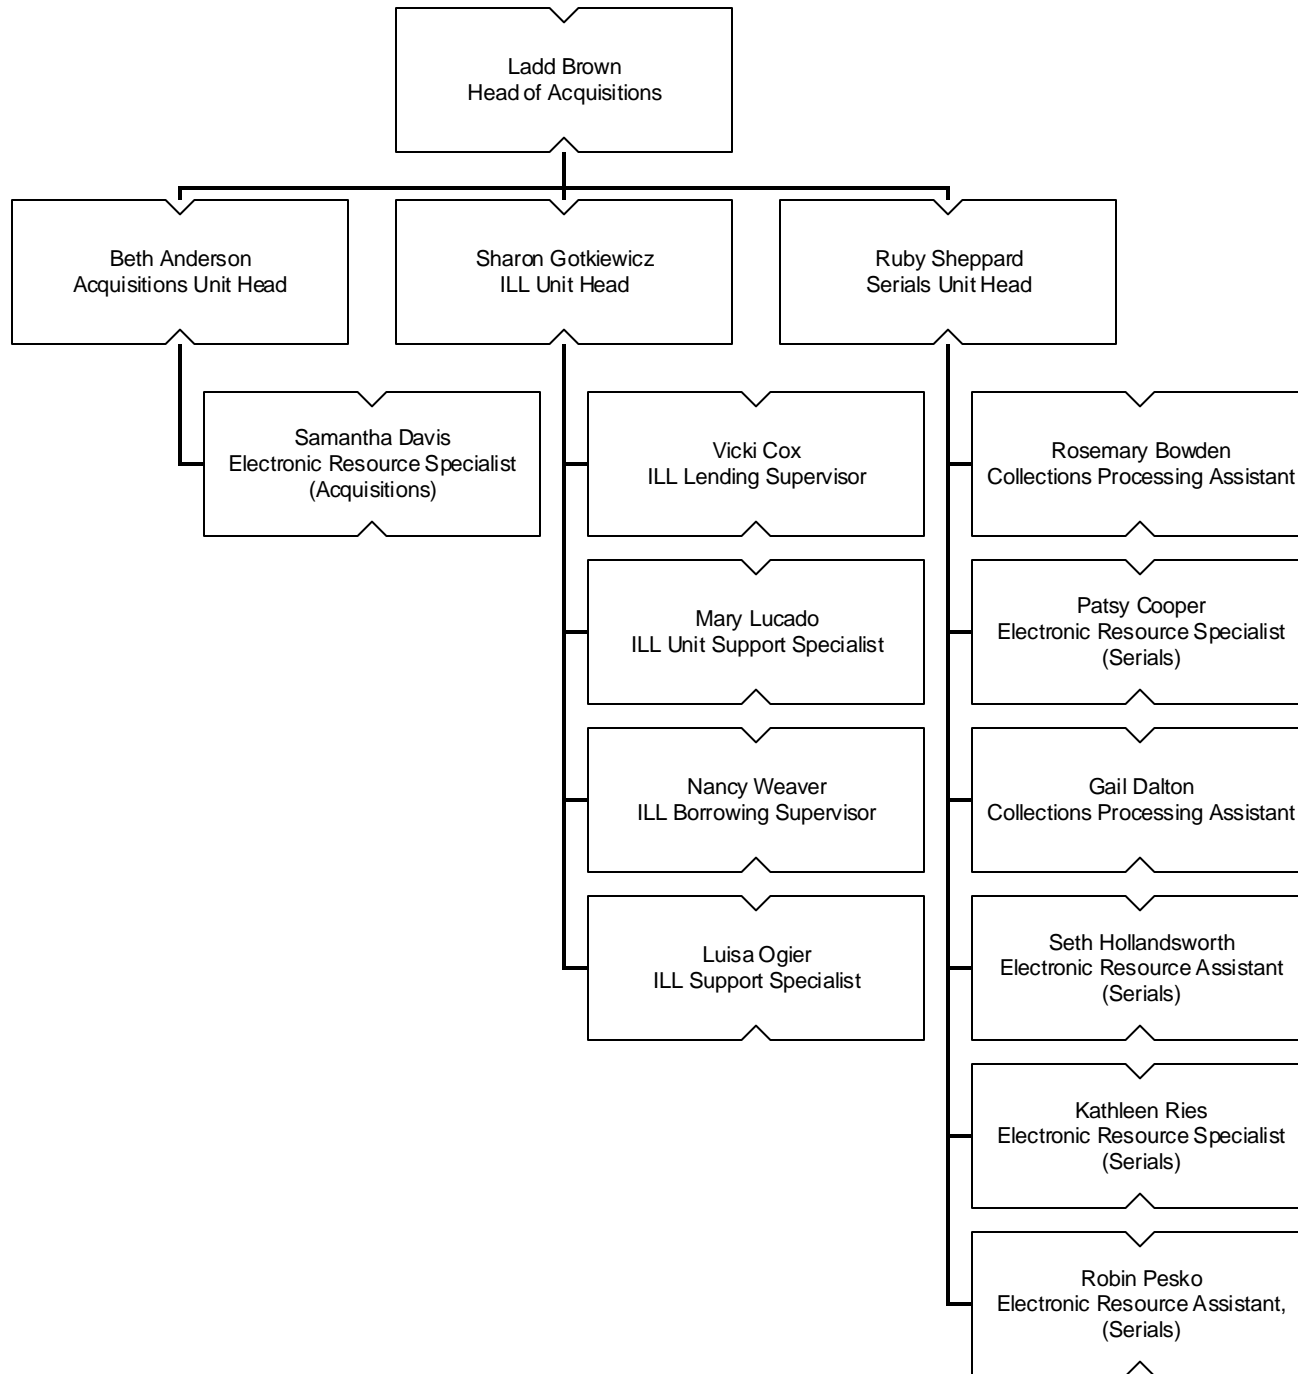 Ladd Brown
Head of Acquisitions
Beth Anderson
Acquisitions Unit Head
Sharon Gotkiewicz
ILL Unit Head
Ruby Sheppard
Serials Unit Head
Samantha Davis
Electronic Resource Specialist
(Acquisitions)
Vicki Cox
ILL Lending Supervisor
Mary Lucado
ILL Unit Support Specialist
Nancy Weaver
ILL Borrowing Supervisor
Luisa Ogier
ILL Support Specialist
Rosemary Bowden
Collections Processing Assistant
Patsy Cooper
Electronic Resource Specialist
(Serials)
Gail Dalton
Collections Processing Assistant
Seth Hollandsworth
Electronic Resource Assistant
(Serials)
Kathleen Ries
Electronic Resource Specialist
(Serials)
Robin Pesko
Electronic Resource Assistant,
(Serials)